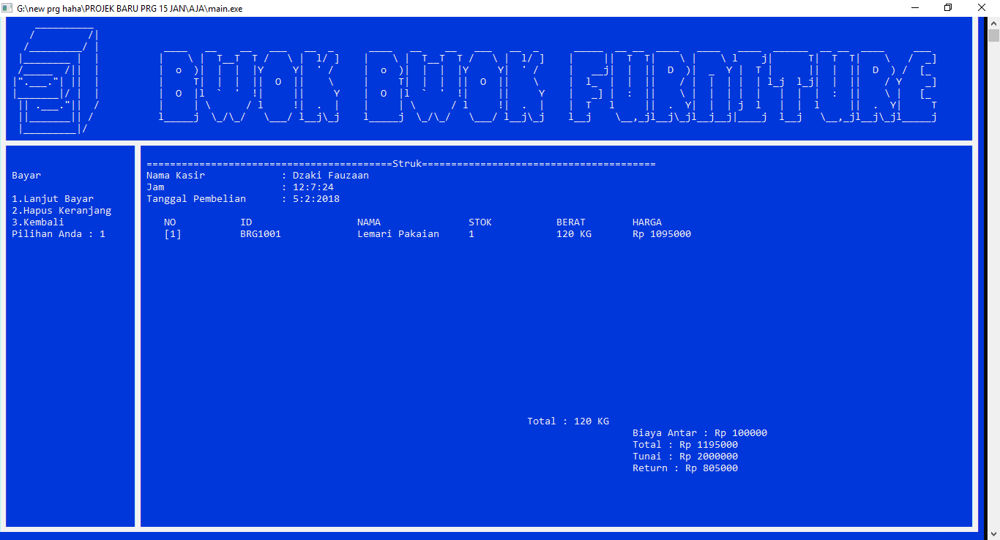 G:\new prg haha\PROJEK BARU PRG 15 JAN\AJA\main.exe
BWOK BWOK FURNITURE
Bayar
1.Lanjut Bayar
2.Hapus Keranjang
3.Kembali
Pilihan Anda : 1
==========================================Struk========================================
Nama Kasir : Dzaki Fauzaan
Jam : 12:7:24
Tanggal Pembelian : 5:2:2018
NO ID NAMA STOK BERAT HARGA
[1] BRG1001 Lemari Pakaian 1 120 KG Rp 1095000
Total : 120 KG
Biaya Antar : Rp 100000
Total : Rp 1195000
Tunai : Rp 2000000
Return : Rp 805000